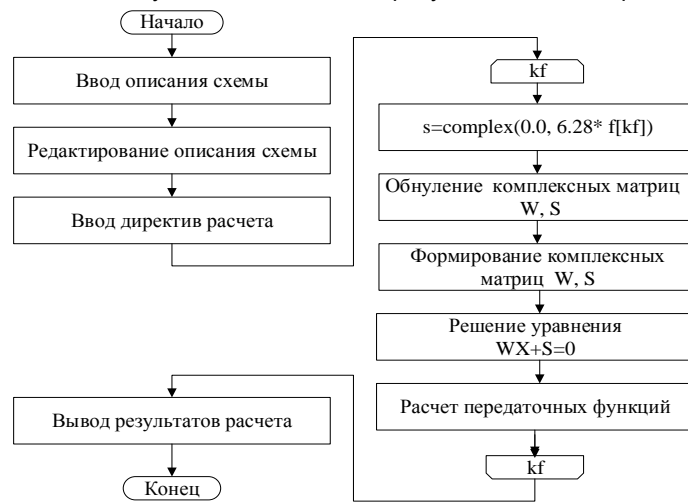 Начало
Ввод описания схемы
Редактирование описания схемы
Ввод директив расчета
kf
s=complex(0.0, 6.28* f[kf])
Обнуление комплексных матриц
W, S
Формирование комплексных
матриц W, S
Решение уравнения
WX+S=0
Расчет передаточных функций
kf
Вывод результатов расчета
Конец